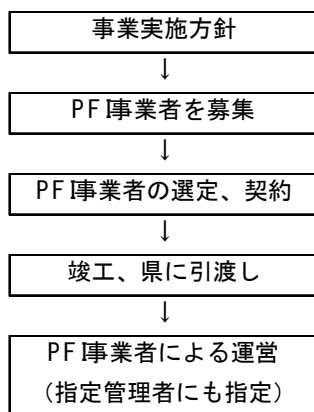 事業実施方針
↓
PFI事業者を募集
↓
PFI事業者の選定、契約
↓
竣工、県に引渡し
↓
PFI事業者による運営
(指定管理者にも指定)